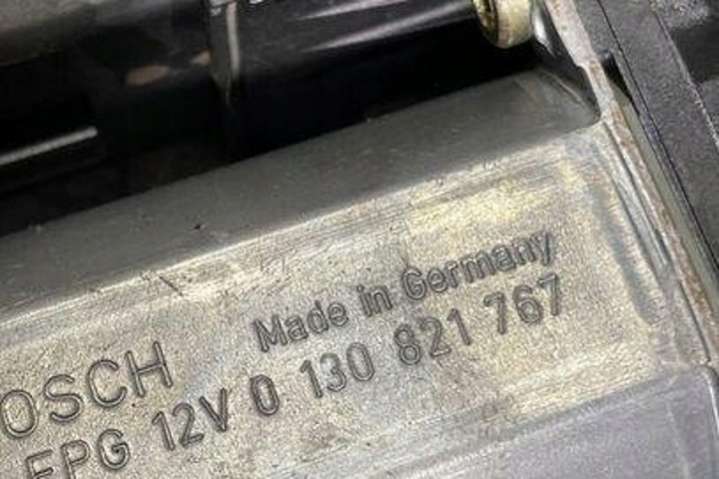 Made in Germany
OSCH
EPG 12V 0 130 821 767